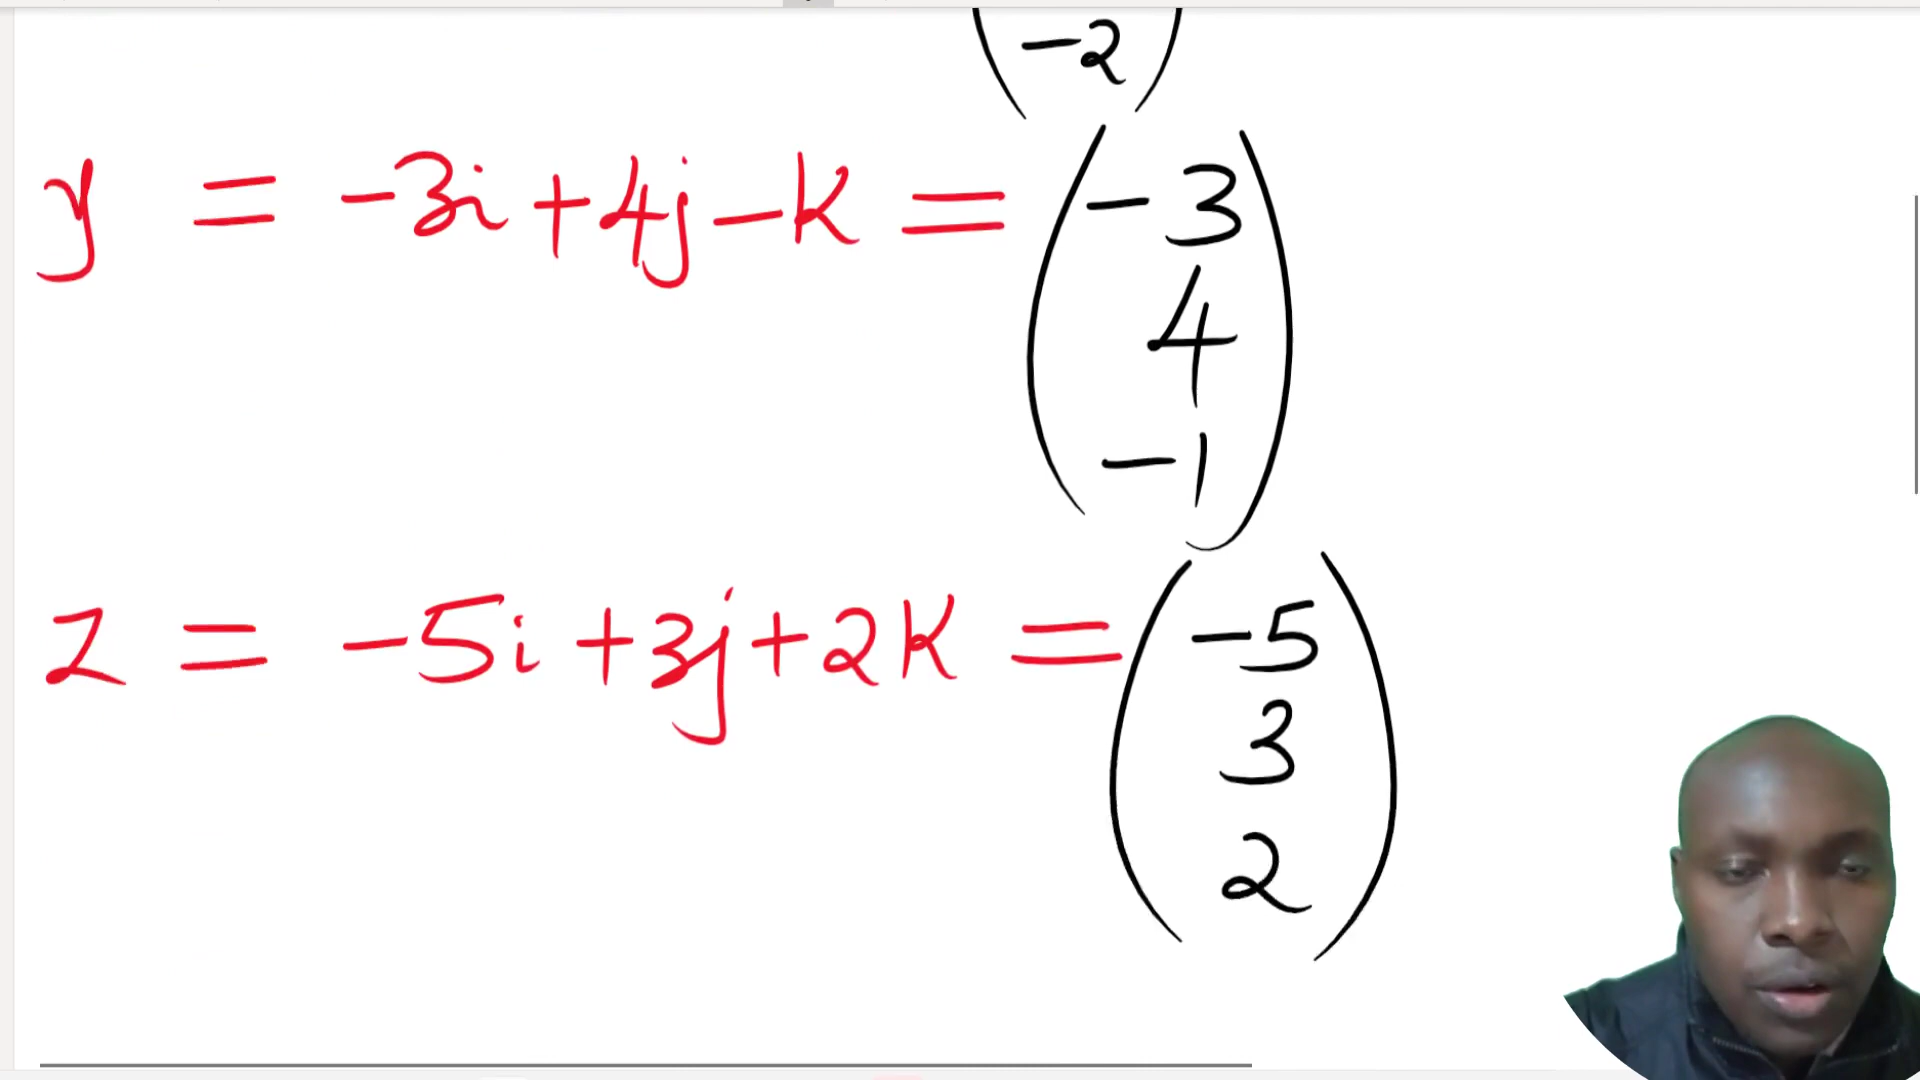 -2
y = -3i + 4j - k = ( -3
4
-1 )
z = -5i + 3j + 2k = ( -5
3
2 )